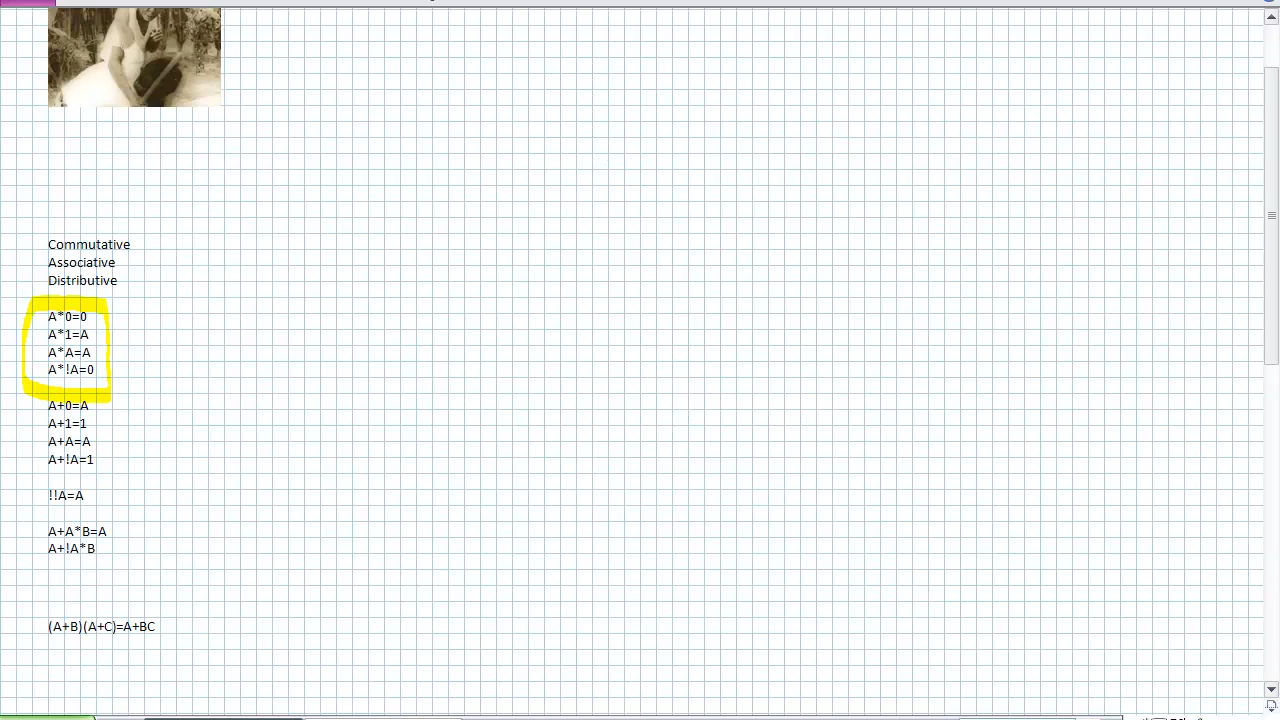 Commutative
Associative
Distributive
A*0=0
A*1=A
A*A=A
A*!A=0
A+0=A
A+1=1
A+A=A
A+!A=1
!!A=A
A+A*B=A
A+!A*B
(A+B)(A+C)=A+BC